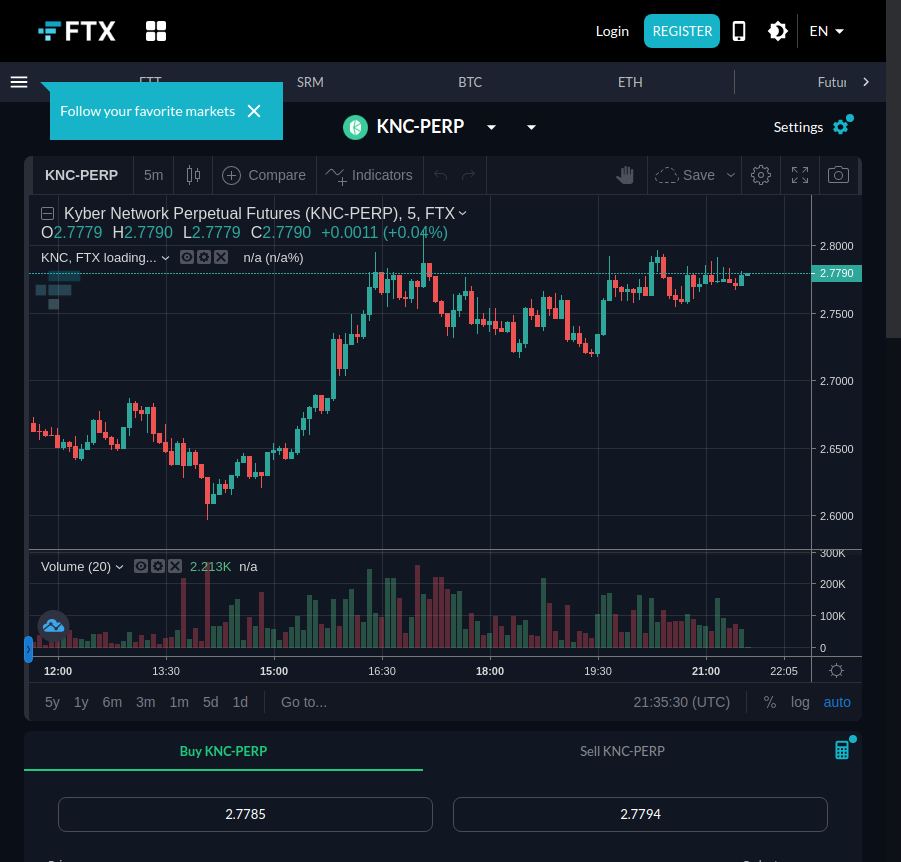 FTX
Login
REGISTER
EN
FTT
SRM
BTC
ETH
Futur
Follow your favorite markets
KNC-PERP
Settings
KNC-PERP 5m Compare Indicators Save
Kyber Network Perpetual Futures (KNC-PERP), 5, FTX
O2.7779 H2.7790 L2.7779 C2.7790 +0.0011 (+0.04%)
KNC, FTX loading... n/a (n/a%)
2.8000
2.7790
2.7500
2.7000
2.6500
2.6000
Volume (20) 2.213K n/a
300K
200K
100K
0
12:00 13:30 15:00 16:30 18:00 19:30 21:00 22:05
5y 1y 6m 3m 1m 5d 1d Go to... 21:35:30 (UTC) % log auto
Buy KNC-PERP
Sell KNC-PERP
2.7785
2.7794